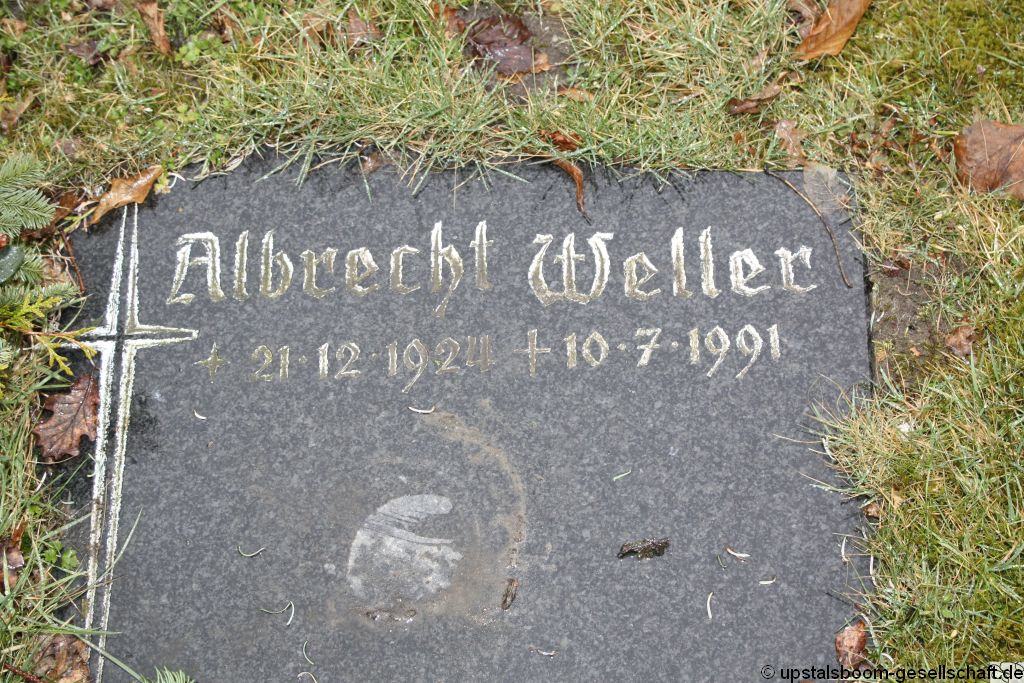 Albrecht Weller
✦ 21·12·1924 † 10·7·1991
© upstalsboom-gesellschaft.de